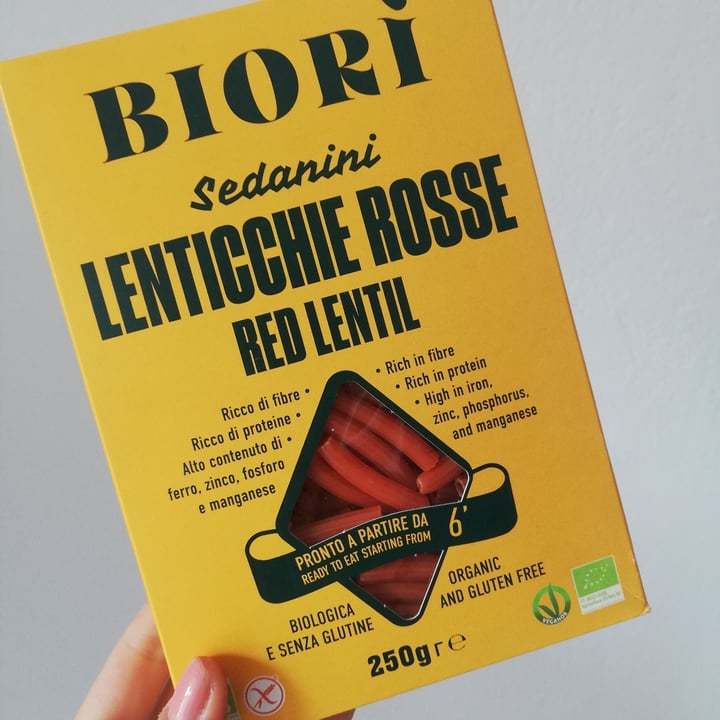 BIORÌ
Sedanini
LENTICCHIE ROSSE
RED LENTIL
Ricco di fibre •
Ricco di proteine •
Alto contenuto di •
ferro, zinco, fosforo
e manganese
• Rich in fibre
• Rich in protein
• High in iron,
zinc, phosphorus,
and manganese
PRONTO A PARTIRE DA 6'
READY TO EAT STARTING FROM
BIOLOGICA
E SENZA GLUTINE
ORGANIC
AND GLUTEN FREE
VEGANOK
250g ℮